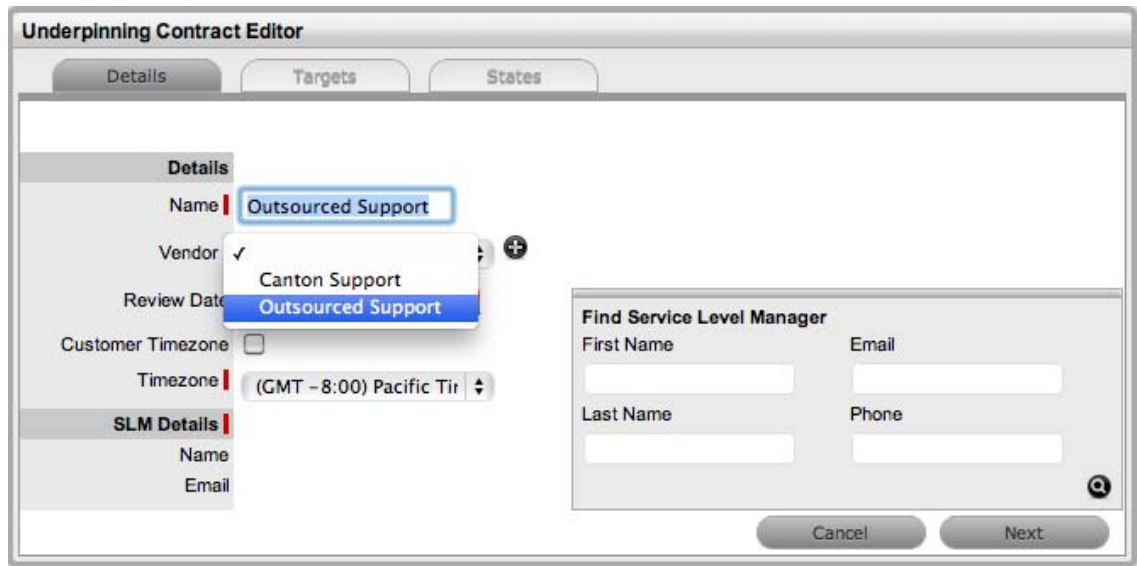 Underpinning Contract Editor
Details Targets States
Details
Name Outsourced Support
Vendor ✓
Canton Support
Review Date Outsourced Support
Customer Timezone
Timezone (GMT -8:00) Pacific Tir
SLM Details
Name
Email
Find Service Level Manager
First Name Email
Last Name Phone
Cancel Next